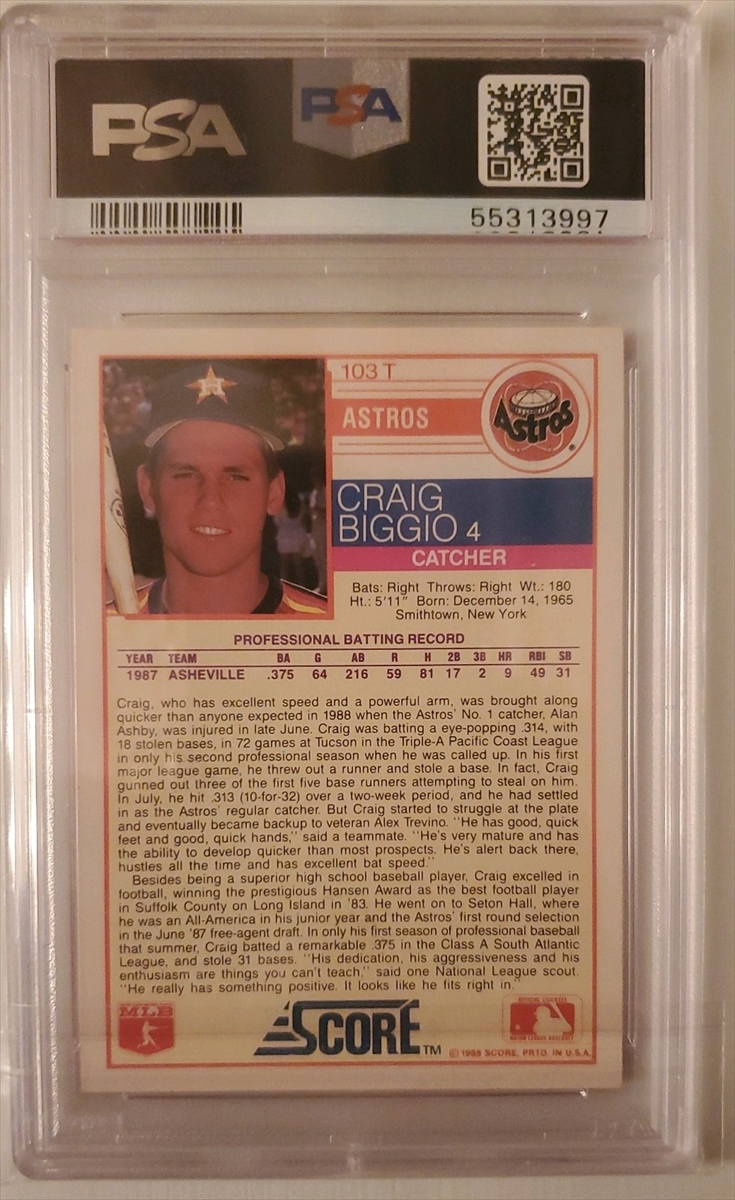 PSA
PSA
55313997
103 T
ASTROS
Astros
CRAIG
BIGGIO 4
CATCHER
Bats: Right Throws: Right Wt.: 180
Ht.: 5'11" Born: December 14, 1965
Smithtown, New York
PROFESSIONAL BATTING RECORD
YEAR TEAM BA G AB R H 2B 3B HR RBI SB
1987 ASHEVILLE .375 64 216 59 81 17 2 9 49 31
Craig, who has excellent speed and a powerful arm, was brought along
quicker than anyone expected in 1988 when the Astros' No. 1 catcher, Alan
Ashby, was injured in late June. Craig was batting a eye-popping .314, with
18 stolen bases, in 72 games at Tucson in the Triple-A Pacific Coast League
in only his second professional season when he was called up. In his first
major league game, he threw out a runner and stole a base. In fact, Craig
gunned out three of the first five base runners attempting to steal on him.
In July, he hit .313 (10-for-32) over a two-week period, and he had settled
in as the Astros' regular catcher. But Craig started to struggle at the plate
and eventually became backup to veteran Alex Trevino. "He has good, quick
feet and good, quick hands," said a teammate. "He's very mature and has
the ability to develop quicker than most prospects. He's alert back there,
hustles all the time and has excellent bat speed."
Besides being a superior high school baseball player, Craig excelled in
football, winning the prestigious Hansen Award as the best football player
in Suffolk County on Long Island in '83. He went on to Seton Hall, where
he was an All-America in his junior year and the Astros' first round selection
in the June '87 free-agent draft. In only his first season of professional baseball
that summer, Craig batted a remarkable .375 in the Class A South Atlantic
League, and stole 31 bases. "His dedication, his aggressiveness and his
enthusiasm are things you can't teach," said one National League scout.
"He really has something positive. It looks like he fits right in."
MLB
SCORE™
© 1988 SCORE, PRTD. IN U.S.A.